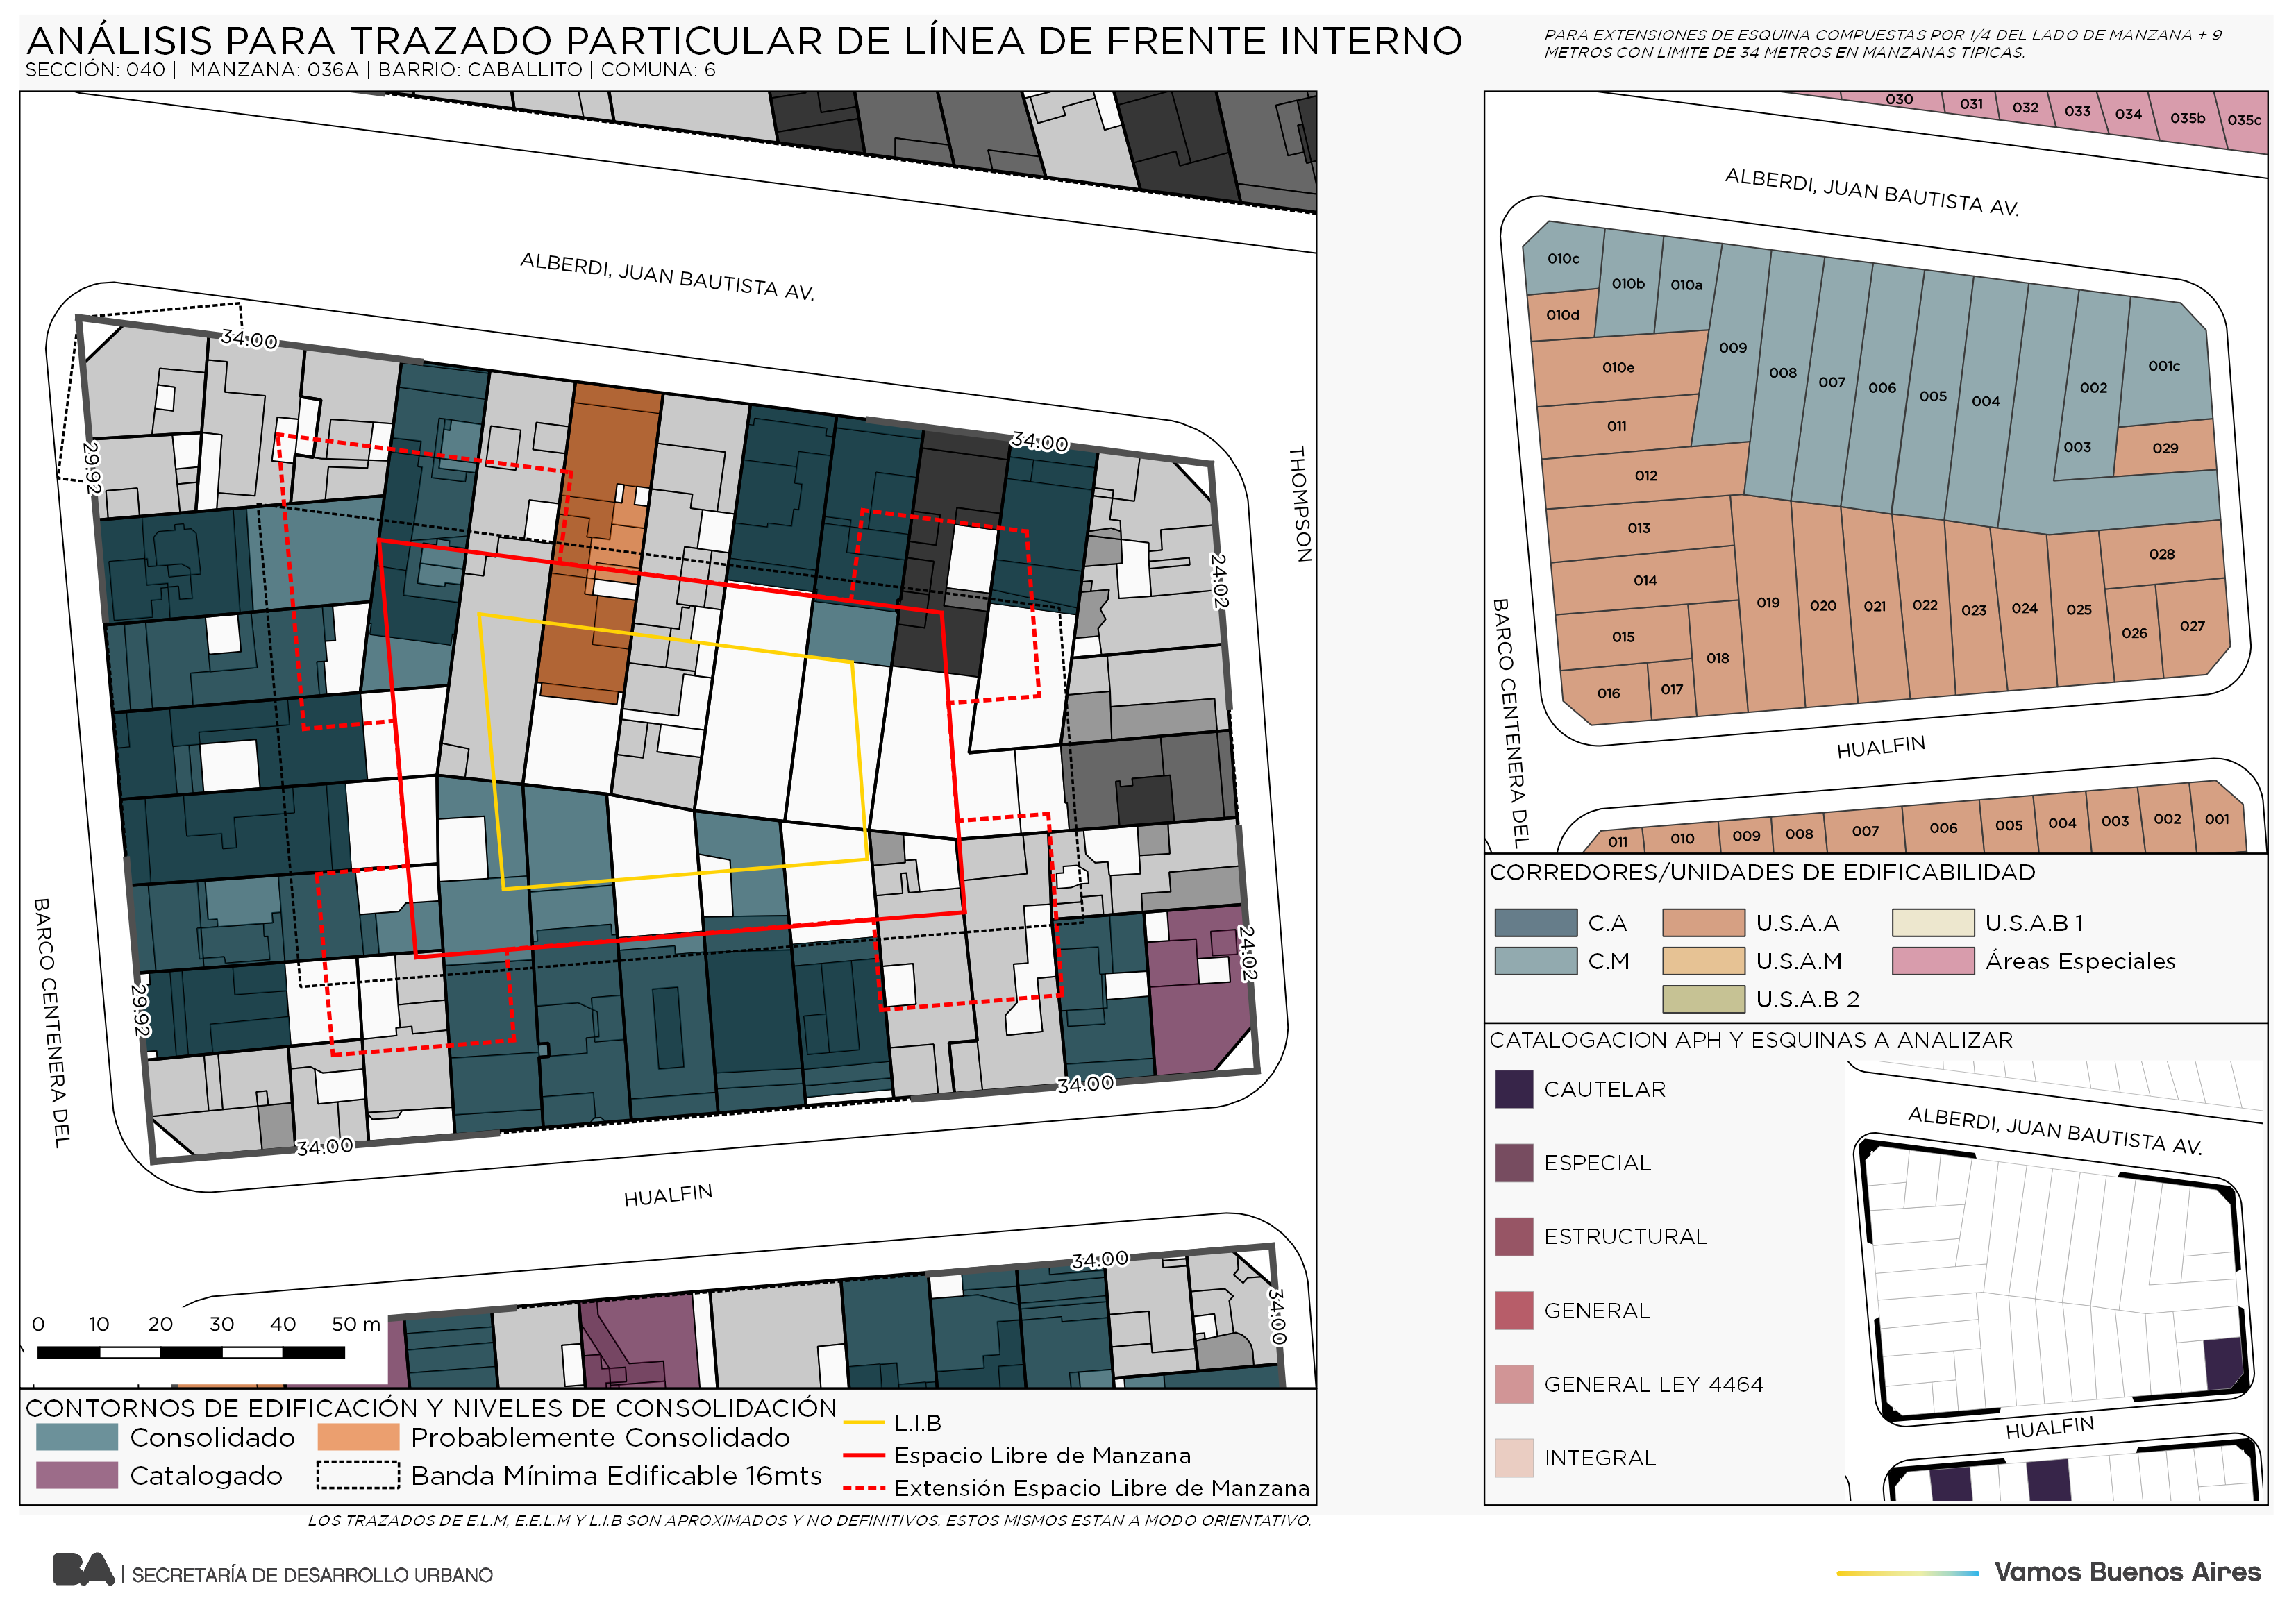 ANÁLISIS PARA TRAZADO PARTICULAR DE LÍNEA DE FRENTE INTERNO
SECCIÓN: 040 | MANZANA: 036A | BARRIO: CABALLITO | COMUNA: 6
PARA EXTENSIONES DE ESQUINA COMPUESTAS POR 1/4 DEL LADO DE MANZANA + 9
METROS CON LIMITE DE 34 METROS EN MANZANAS TIPICAS.
ALBERDI, JUAN BAUTISTA AV.
34.00
34.00
THOMPSON
29.92
24.02
24.02
29.92
BARCO CENTENERA DEL
34.00
34.00
HUALFIN
34.00
34.00
0 10 20 30 40 50 m
CONTORNOS DE EDIFICACIÓN Y NIVELES DE CONSOLIDACIÓN
Consolidado
Probablemente Consolidado
Catalogado
Banda Mínima Edificable 16mts
L.I.B
Espacio Libre de Manzana
Extensión Espacio Libre de Manzana
LOS TRAZADOS DE E.L.M, E.E.L.M Y L.I.B SON APROXIMADOS Y NO DEFINITIVOS. ESTOS MISMOS ESTAN A MODO ORIENTATIVO.
030 031 032 033 034 035b 035c
ALBERDI, JUAN BAUTISTA AV.
010c
010b
010a
010d
009
001c
010e
008
007
006
005
004
002
011
003
029
012
013
028
014
019
020
021
022
023
024
025
015
026
027
018
016
017
BARCO CENTENERA DEL
HUALFIN
011 010 009 008 007 006 005 004 003 002 001
CORREDORES/UNIDADES DE EDIFICABILIDAD
C.A
U.S.A.A
U.S.A.B 1
C.M
U.S.A.M
Áreas Especiales
U.S.A.B 2
CATALOGACION APH Y ESQUINAS A ANALIZAR
CAUTELAR
ESPECIAL
ESTRUCTURAL
GENERAL
GENERAL LEY 4464
INTEGRAL
ALBERDI, JUAN BAUTISTA AV.
HUALFIN
BA | SECRETARÍA DE DESARROLLO URBANO
Vamos Buenos Aires